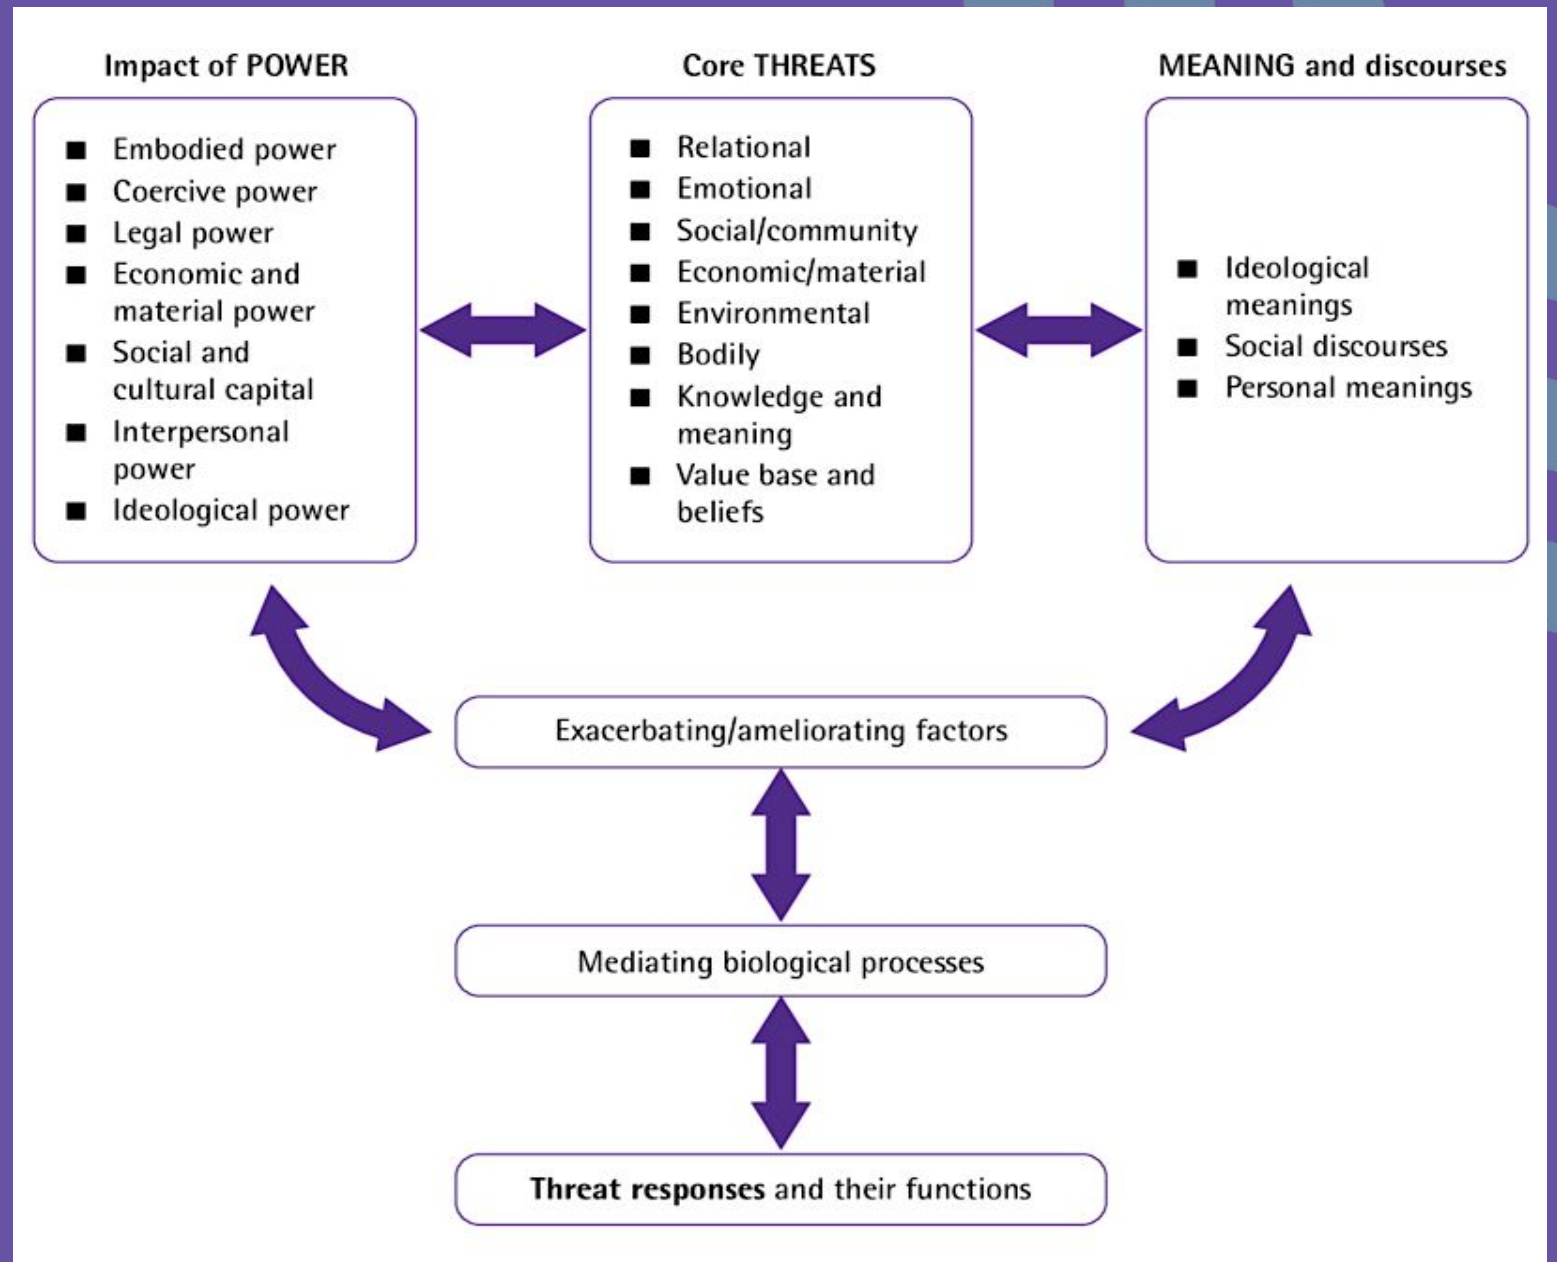 Impact of POWER
Embodied power
Coercive power
Legal power
Economic and
material power
Social and
cultural capital
Interpersonal
power
Ideological power
Core THREATS
Relational
Emotional
Social/community
Economic/material
Environmental
Bodily
Knowledge and
meaning
Value base and
beliefs
MEANING and discourses
Ideological
meanings
Social discourses
Personal meanings
Exacerbating/ameliorating factors
Mediating biological processes
Threat responses and their functions